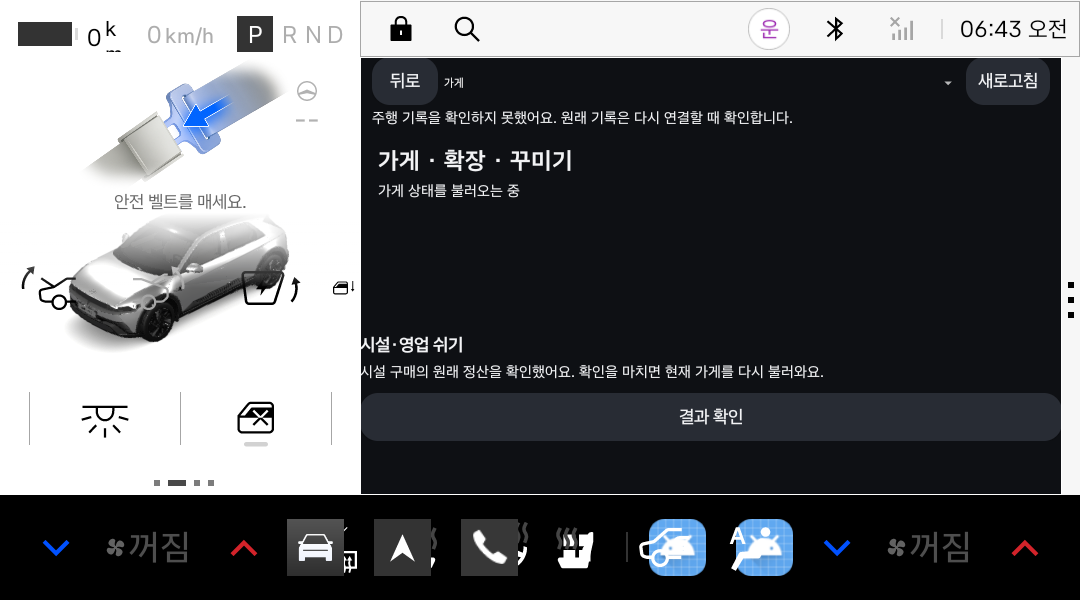 0 km
0 km/h
P R N D
운
06:43 오전
안전 벨트를 매세요.
뒤로
가게
새로고침
주행 기록을 확인하지 못했어요. 원래 기록은 다시 연결할 때 확인합니다.
가게 · 확장 · 꾸미기
가게 상태를 불러오는 중
시설·영업 쉬기
시설 구매의 원래 정산을 확인했어요. 확인을 마치면 현재 가게를 다시 불러와요.
결과 확인
꺼짐
A
꺼짐